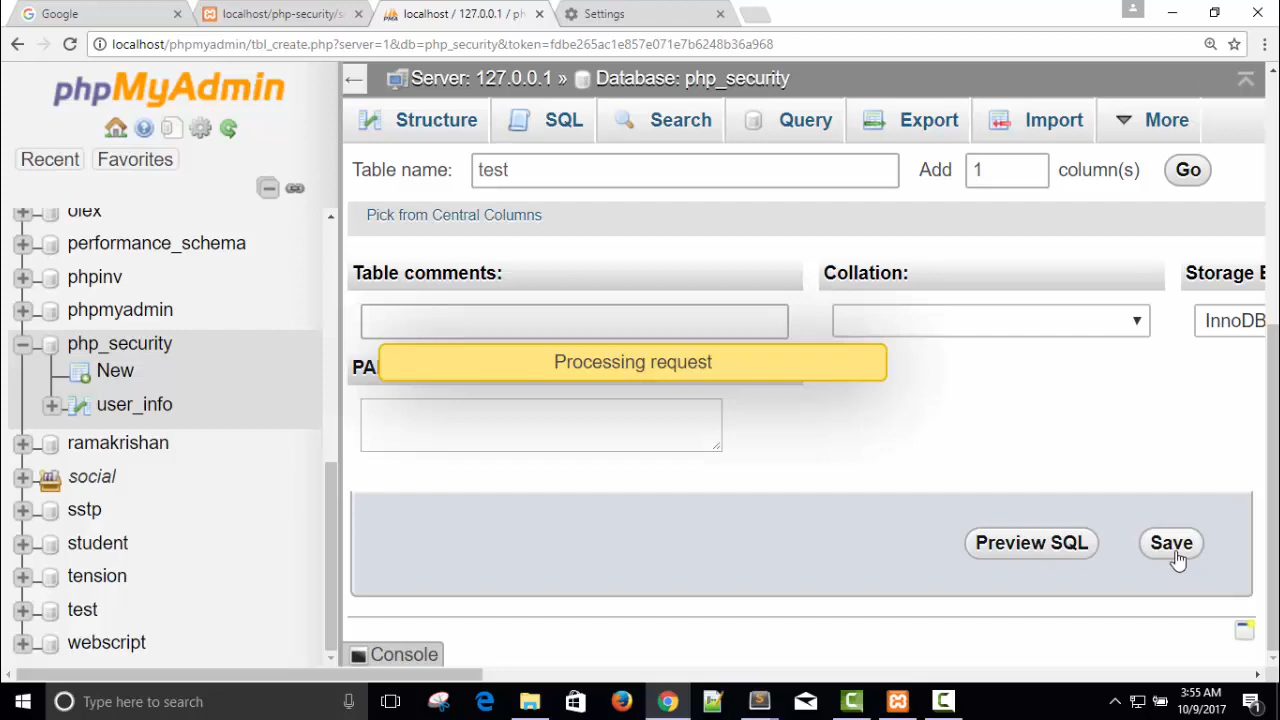 Google
localhost/php-security/s
localhost / 127.0.0.1 / ph
Settings
localhost/phpmyadmin/tbl_create.php?server=1&db=php_security&token=fdbe265ac1e857e071e7b6248b36a968
phpMyAdmin
Recent
Favorites
olex
performance_schema
phpinv
phpmyadmin
php_security
New
user_info
ramakrishan
social
sstp
student
tension
test
webscript
Server: 127.0.0.1 » Database: php_security
Structure
SQL
Search
Query
Export
Import
More
Table name:
test
Add
1
column(s)
Go
Pick from Central Columns
Table comments:
Collation:
Storage E
InnoDB
PA
Processing request
Preview SQL
Save
Console
Type here to search
3:55 AM
10/9/2017